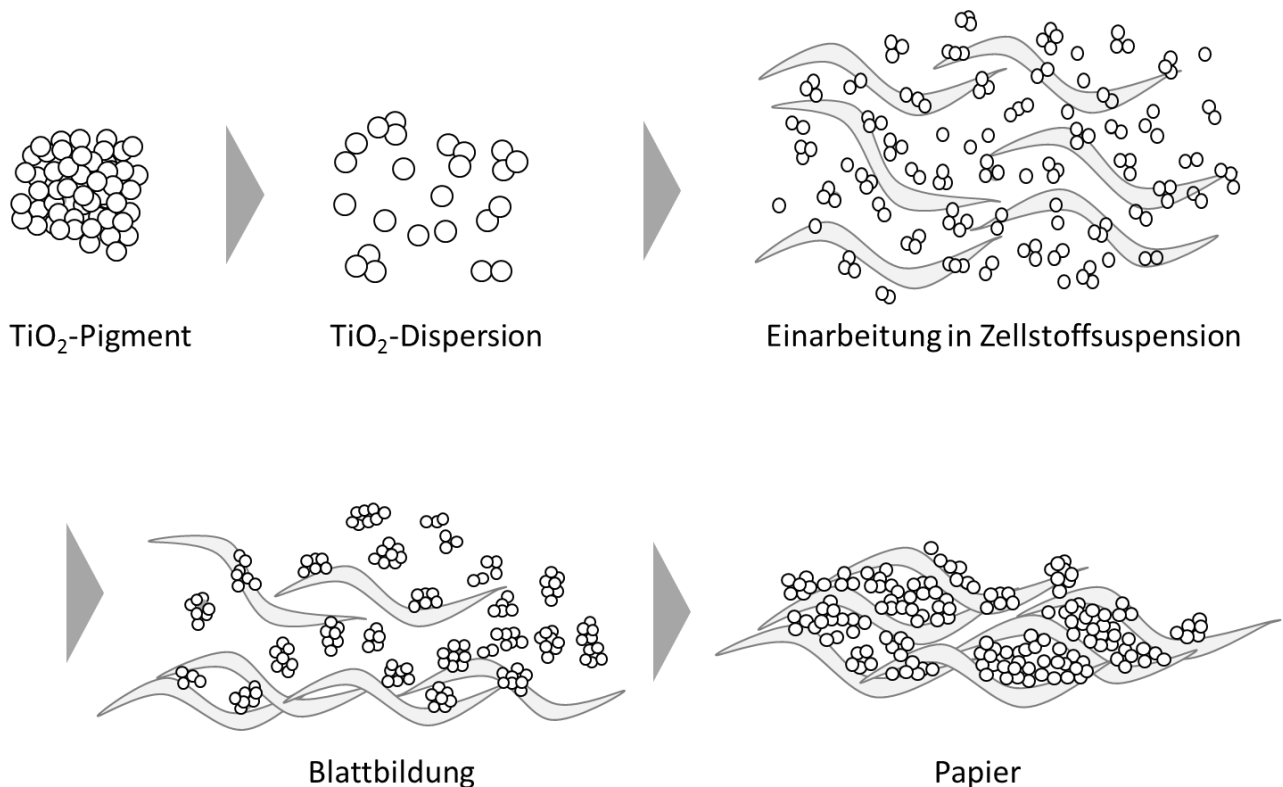 TiO₂-Pigment
TiO₂-Dispersion
Einarbeitung in Zellstoffsuspension
Blattbildung
Papier